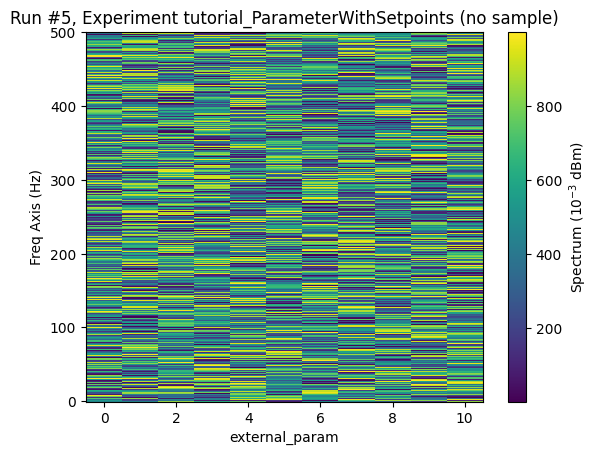 Run #5, Experiment tutorial_ParameterWithSetpoints (no sample)
500
400
300
200
100
0
Freq Axis (Hz)
0 2 4 6 8 10
external_param
800
600
400
200
Spectrum (10⁻³ dBm)